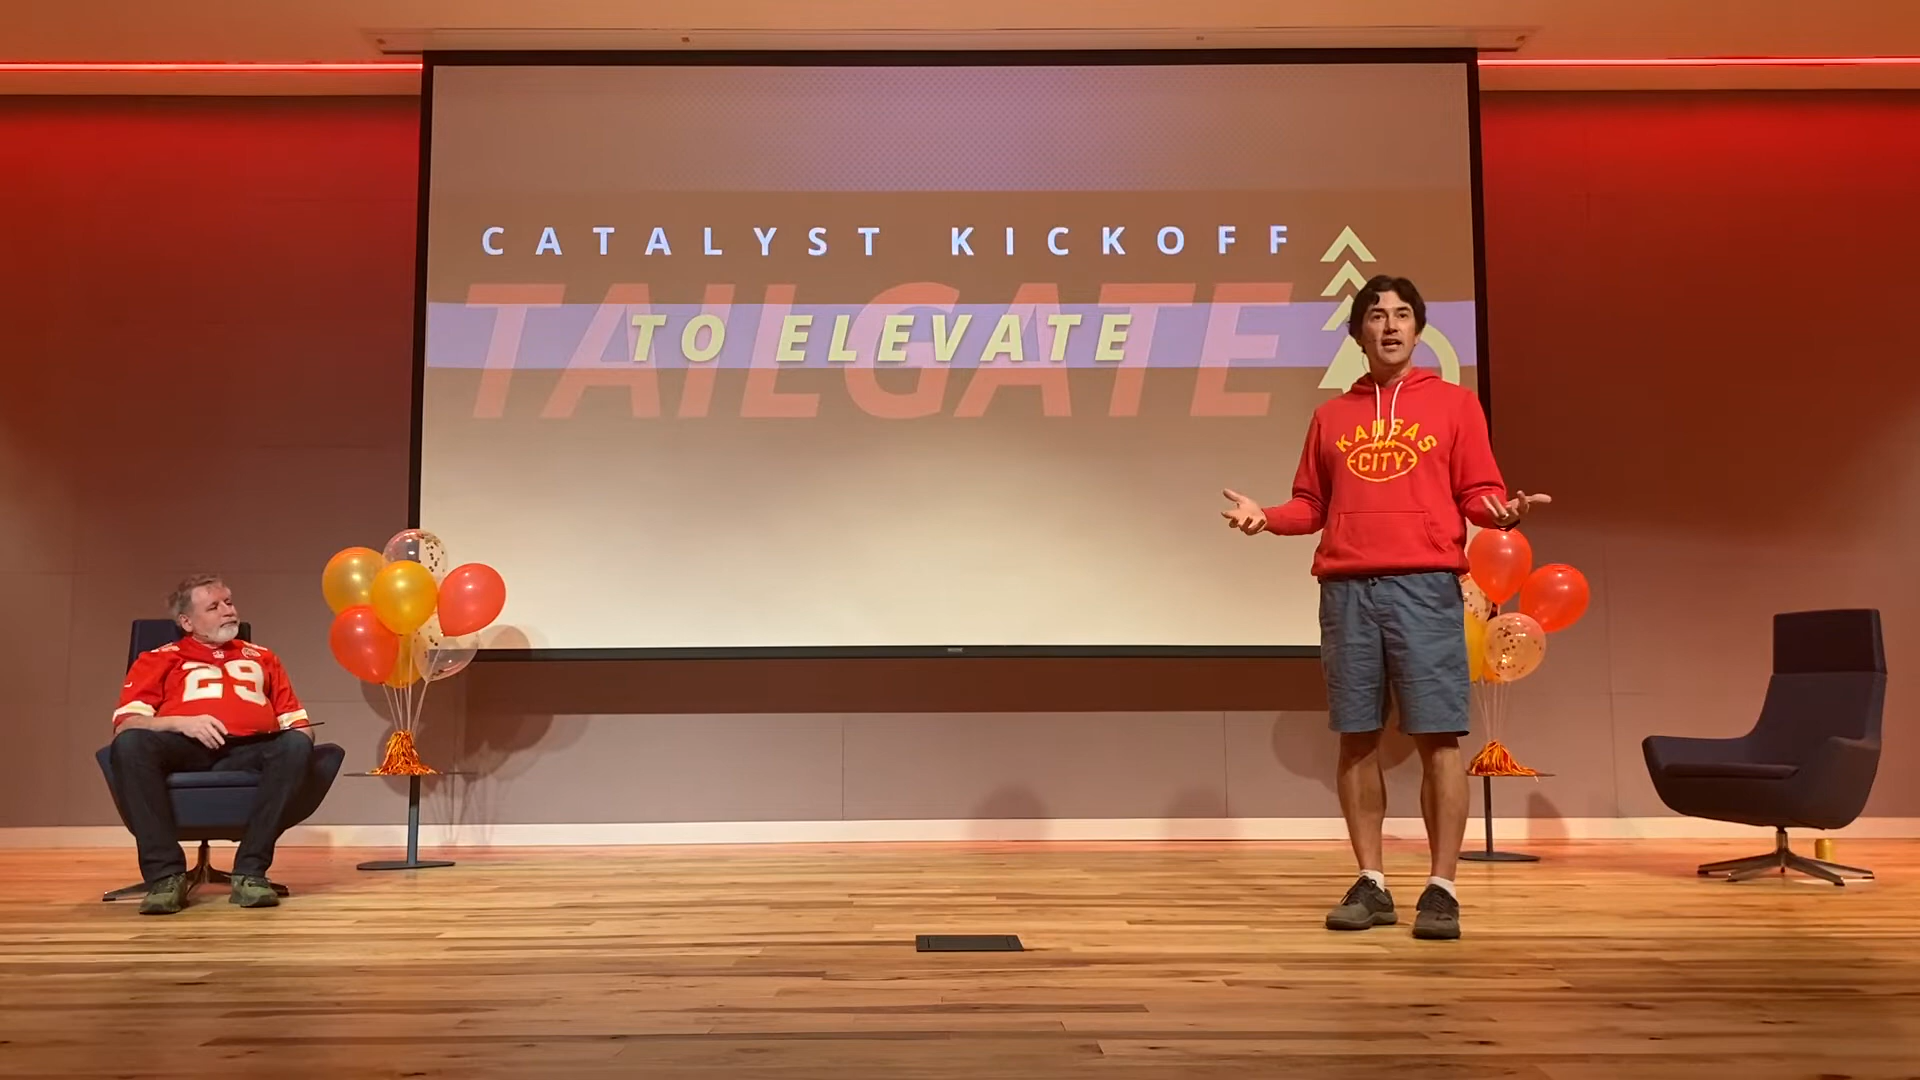 CATALYST KICKOFF
TAILGATE
TO ELEVATE
KANSAS
CITY
29